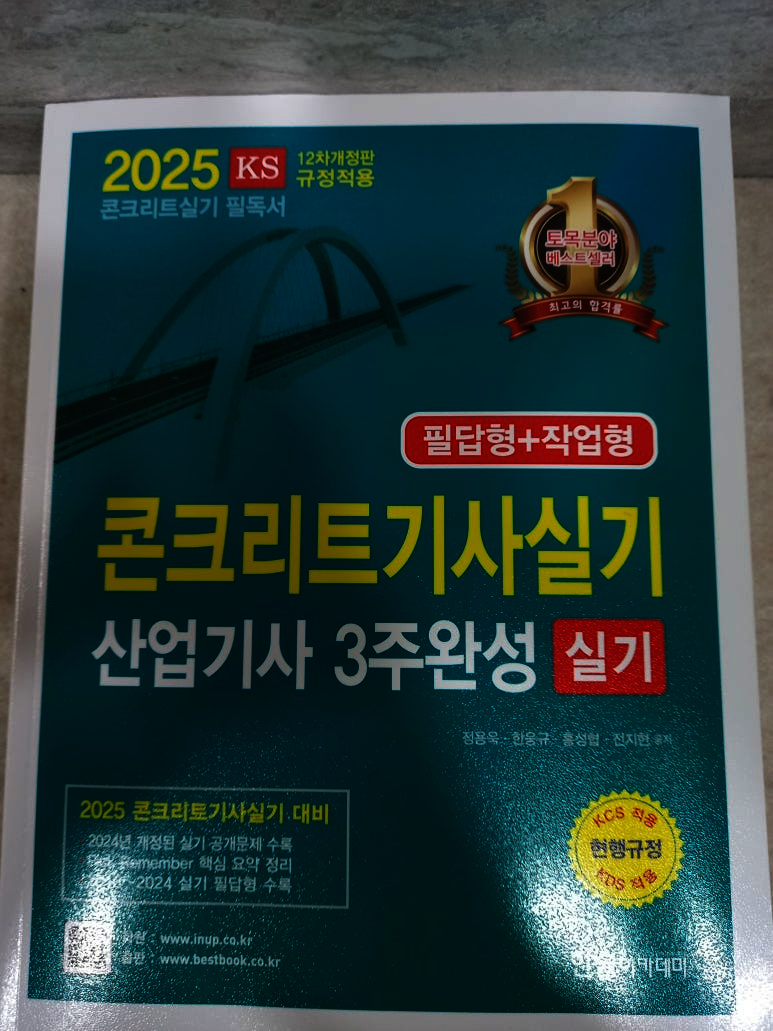 2025 KS 12차개정판
규정적용
콘크리트실기 필독서
1
토목분야
베스트셀러
최고의 합격률
필답형+작업형
콘크리트기사실기
산업기사 3주완성 실기
정용욱 · 한웅규 · 홍성협 · 전지현 공저
2025 콘크리트기사실기 대비
2024년 개정된 실기 공개문제 수록
Remember 핵심 요약 정리
2024 실기 필답형 수록
KCS 적용
현행규정
KDS 적용
: www.inup.co.kr
: www.bestbook.co.kr
아카데미